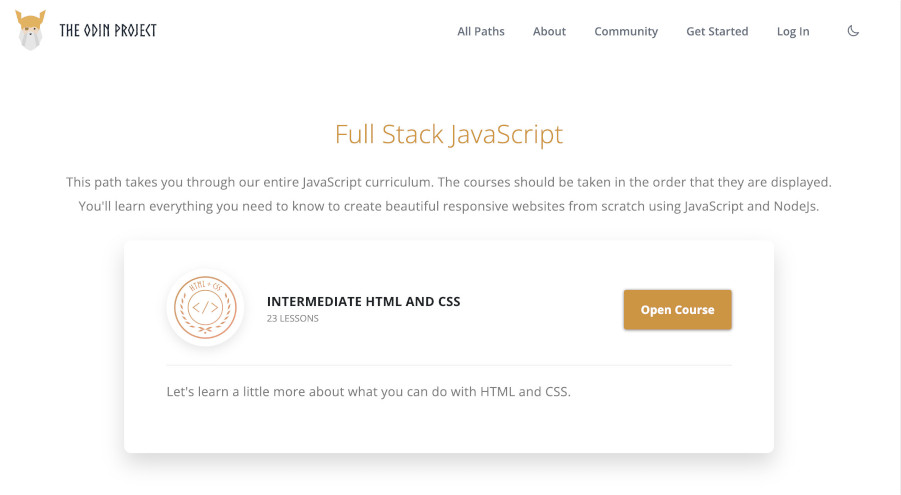 THE ODIN PROJECT
All Paths About Community Get Started Log In
Full Stack JavaScript
This path takes you through our entire JavaScript curriculum. The courses should be taken in the order that they are displayed.
You'll learn everything you need to know to create beautiful responsive websites from scratch using JavaScript and NodeJs.
HTML + CSS
</>
INTERMEDIATE HTML AND CSS
23 LESSONS
Open Course
Let's learn a little more about what you can do with HTML and CSS.